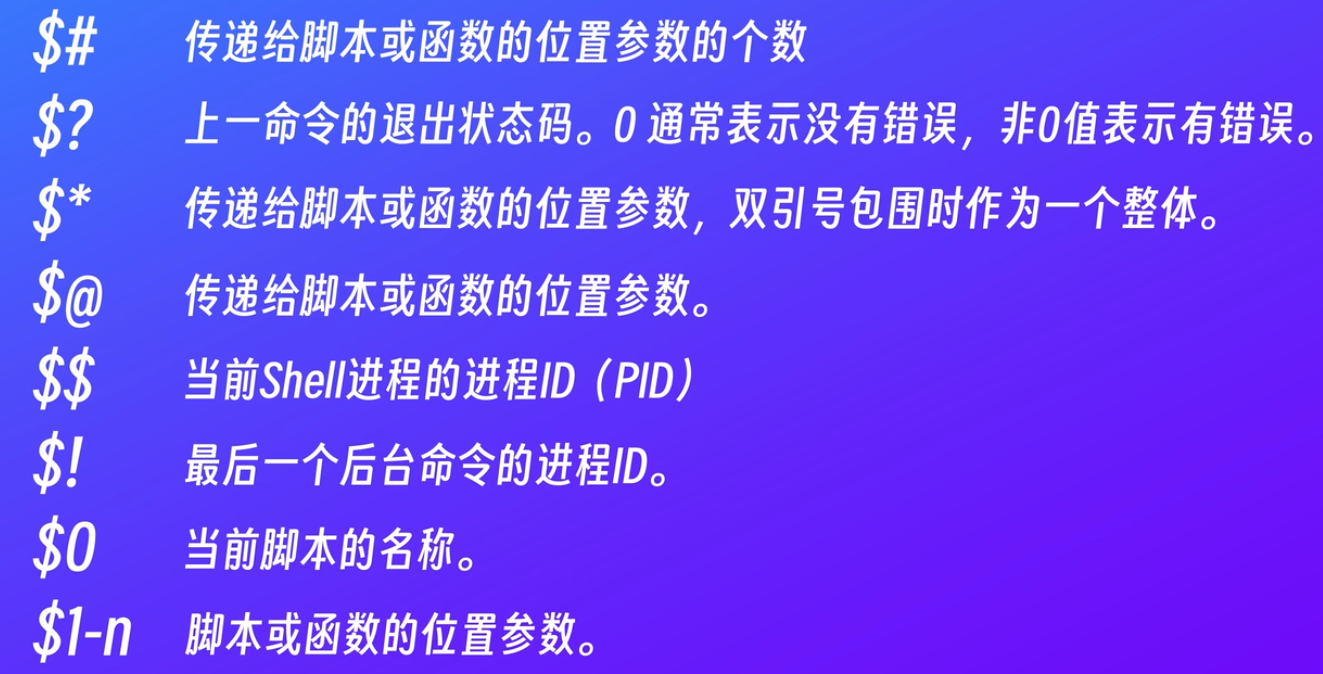 $# 传递给脚本或函数的位置参数的个数
$? 上一命令的退出状态码。0 通常表示没有错误，非0值表示有错误。
$* 传递给脚本或函数的位置参数，双引号包围时作为一个整体。
$@ 传递给脚本或函数的位置参数。
$$ 当前Shell进程的进程ID（PID）
$! 最后一个后台命令的进程ID。
$0 当前脚本的名称。
$1-n 脚本或函数的位置参数。